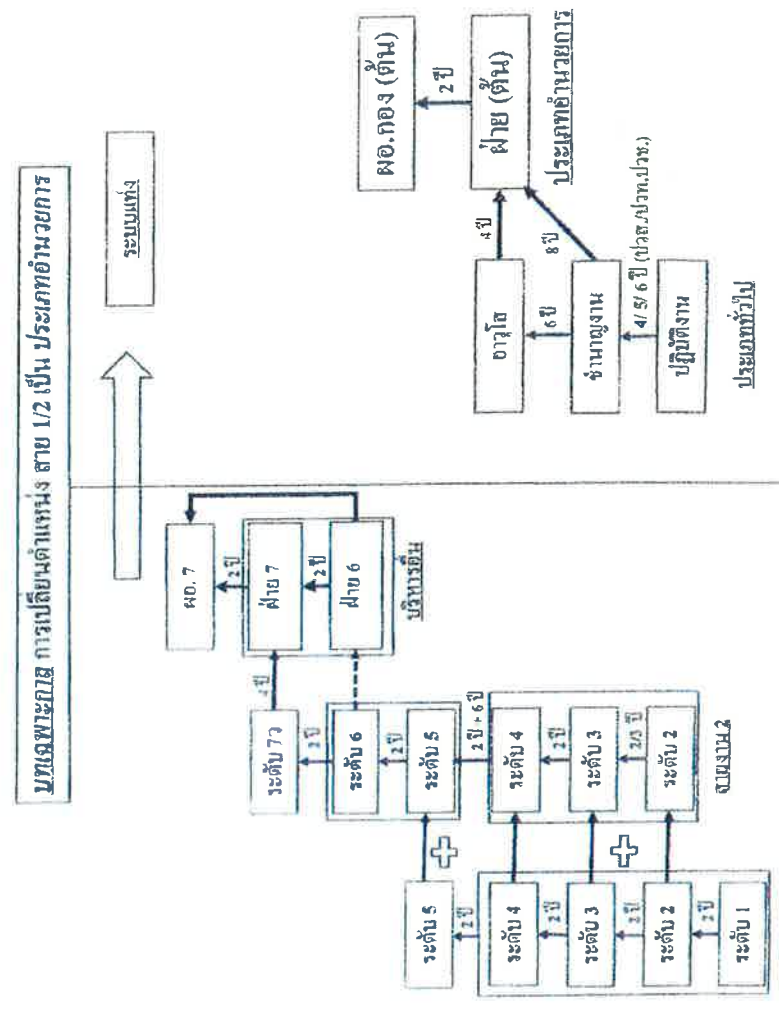 บทเฉพาะกาล การเปลี่ยนตำแหน่ง สาย 1/2 เป็น ประเภทอำนวยการ
ระบบแท่ง
ผอ. 7
2 ปี
ฝ่าย 7
2 ปี
ฝ่าย 6
บริหารอื่น
ระดับ 7ว
2 ปี
ระดับ 6
2 ปี
ระดับ 5
2 ปี + 6 ปี
ระดับ 4
2 ปี
ระดับ 3
2/3 ปี
ระดับ 2
สายงาน 2
ระดับ 5
2 ปี
ระดับ 4
2 ปี
ระดับ 3
2 ปี
ระดับ 2
2 ปี
ระดับ 1
ผอ.กอง (ต้น)
2 ปี
ฝ่าย (ต้น)
ประเภทอำนวยการ
4 ปี
8 ปี
อาวุโส
6 ปี
ชำนาญงาน
4/ 5/ 6 ปี (ปวส./ปวท.ปวช.)
ปฏิบัติงาน
ประเภททั่วไป